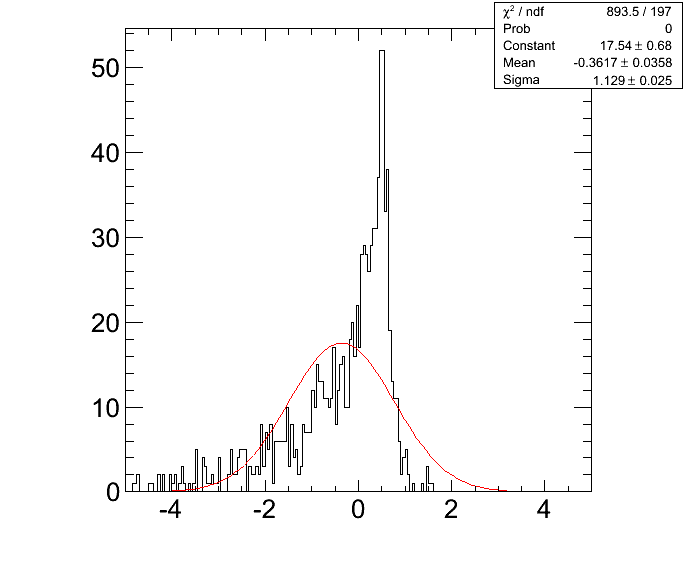 χ² / ndf 893.5 / 197
Prob 0
Constant 17.54 ± 0.68
Mean -0.3617 ± 0.0358
Sigma 1.129 ± 0.025
50
40
30
20
10
0
-4 -2 0 2 4